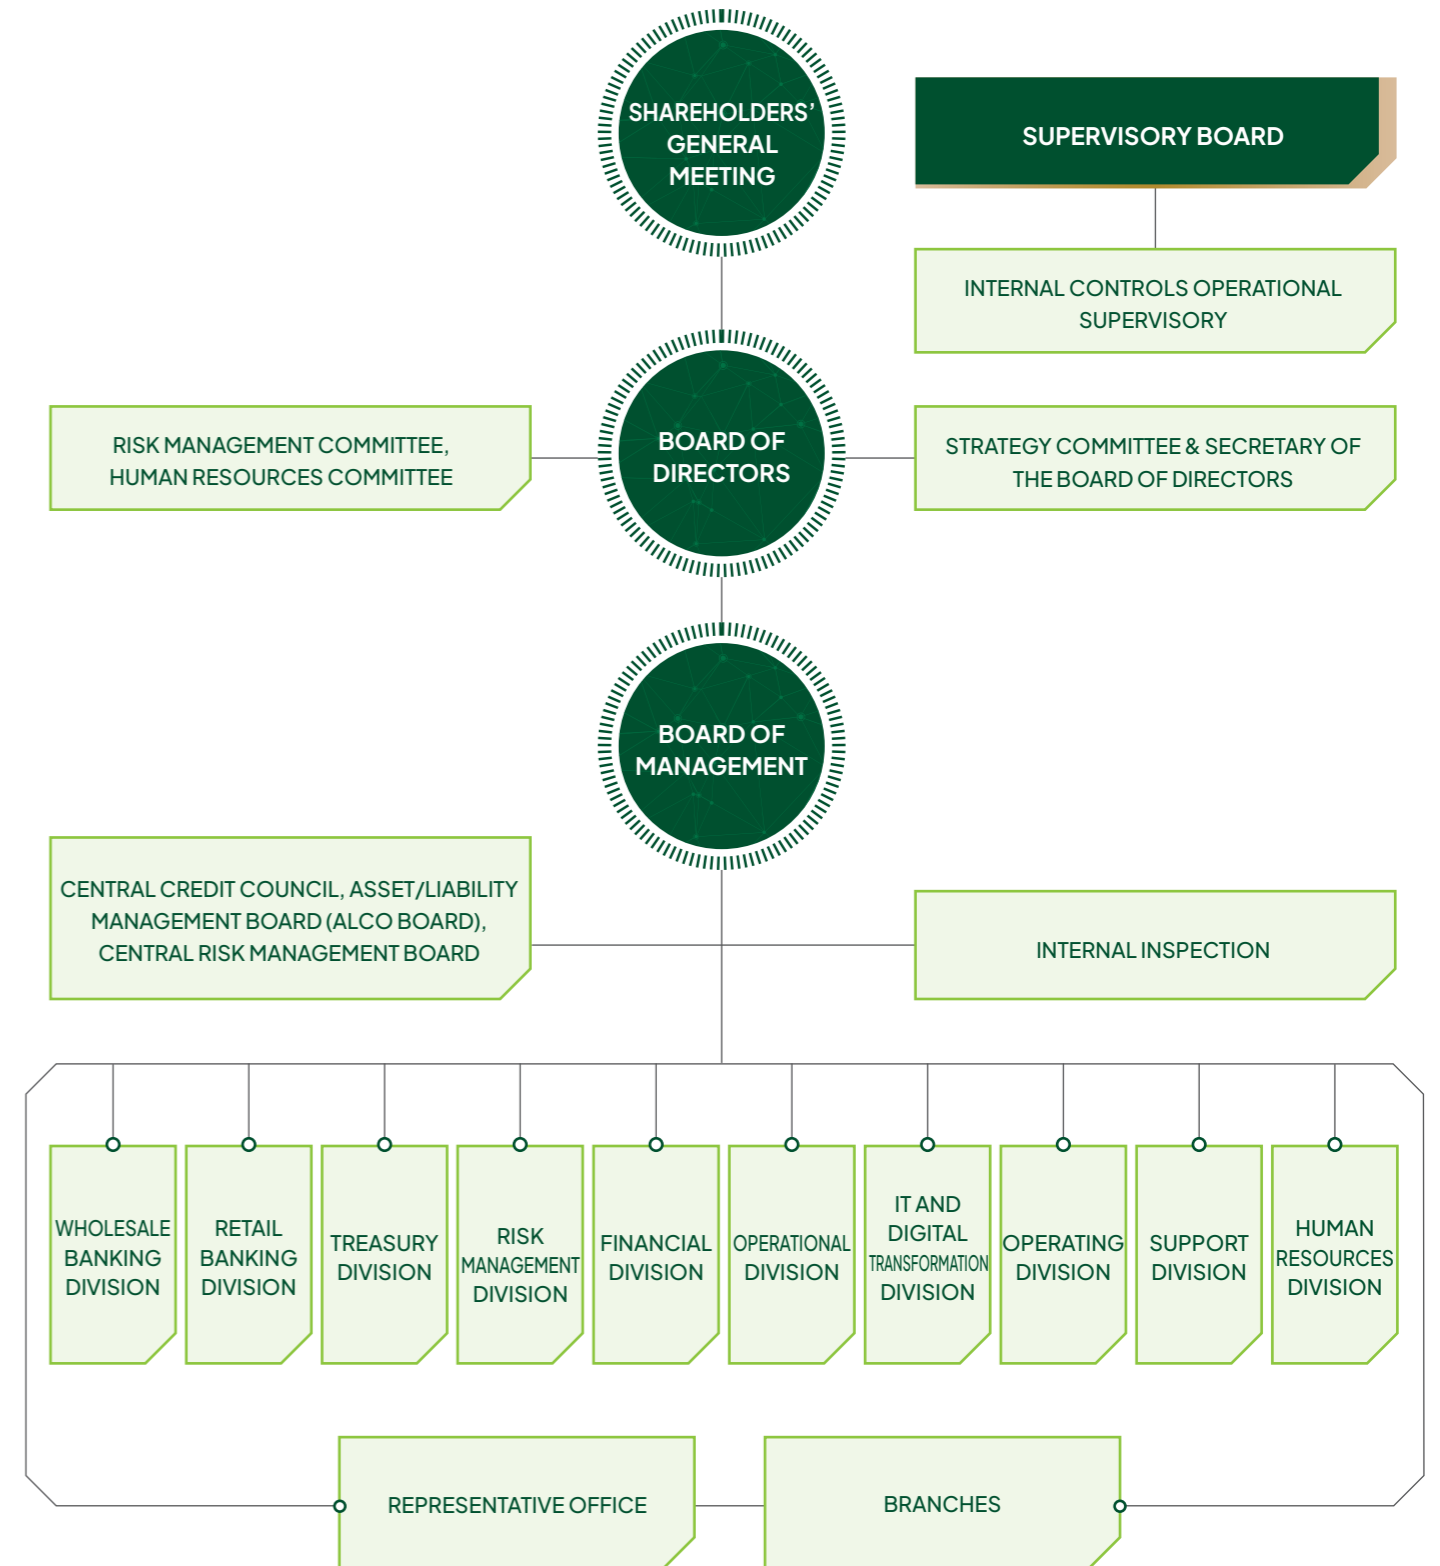 SHAREHOLDERS’
GENERAL
MEETING
SUPERVISORY BOARD
INTERNAL CONTROLS OPERATIONAL
SUPERVISORY
RISK MANAGEMENT COMMITTEE,
HUMAN RESOURCES COMMITTEE
BOARD OF
DIRECTORS
STRATEGY COMMITTEE & SECRETARY OF
THE BOARD OF DIRECTORS
BOARD OF
MANAGEMENT
CENTRAL CREDIT COUNCIL, ASSET/LIABILITY
MANAGEMENT BOARD (ALCO BOARD),
CENTRAL RISK MANAGEMENT BOARD
INTERNAL INSPECTION
WHOLESALE
BANKING
DIVISION
RETAIL
BANKING
DIVISION
TREASURY
DIVISION
RISK
MANAGEMENT
DIVISION
FINANCIAL
DIVISION
OPERATIONAL
DIVISION
IT AND
DIGITAL
TRANSFORMATION
DIVISION
OPERATING
DIVISION
SUPPORT
DIVISION
HUMAN
RESOURCES
DIVISION
REPRESENTATIVE OFFICE
BRANCHES